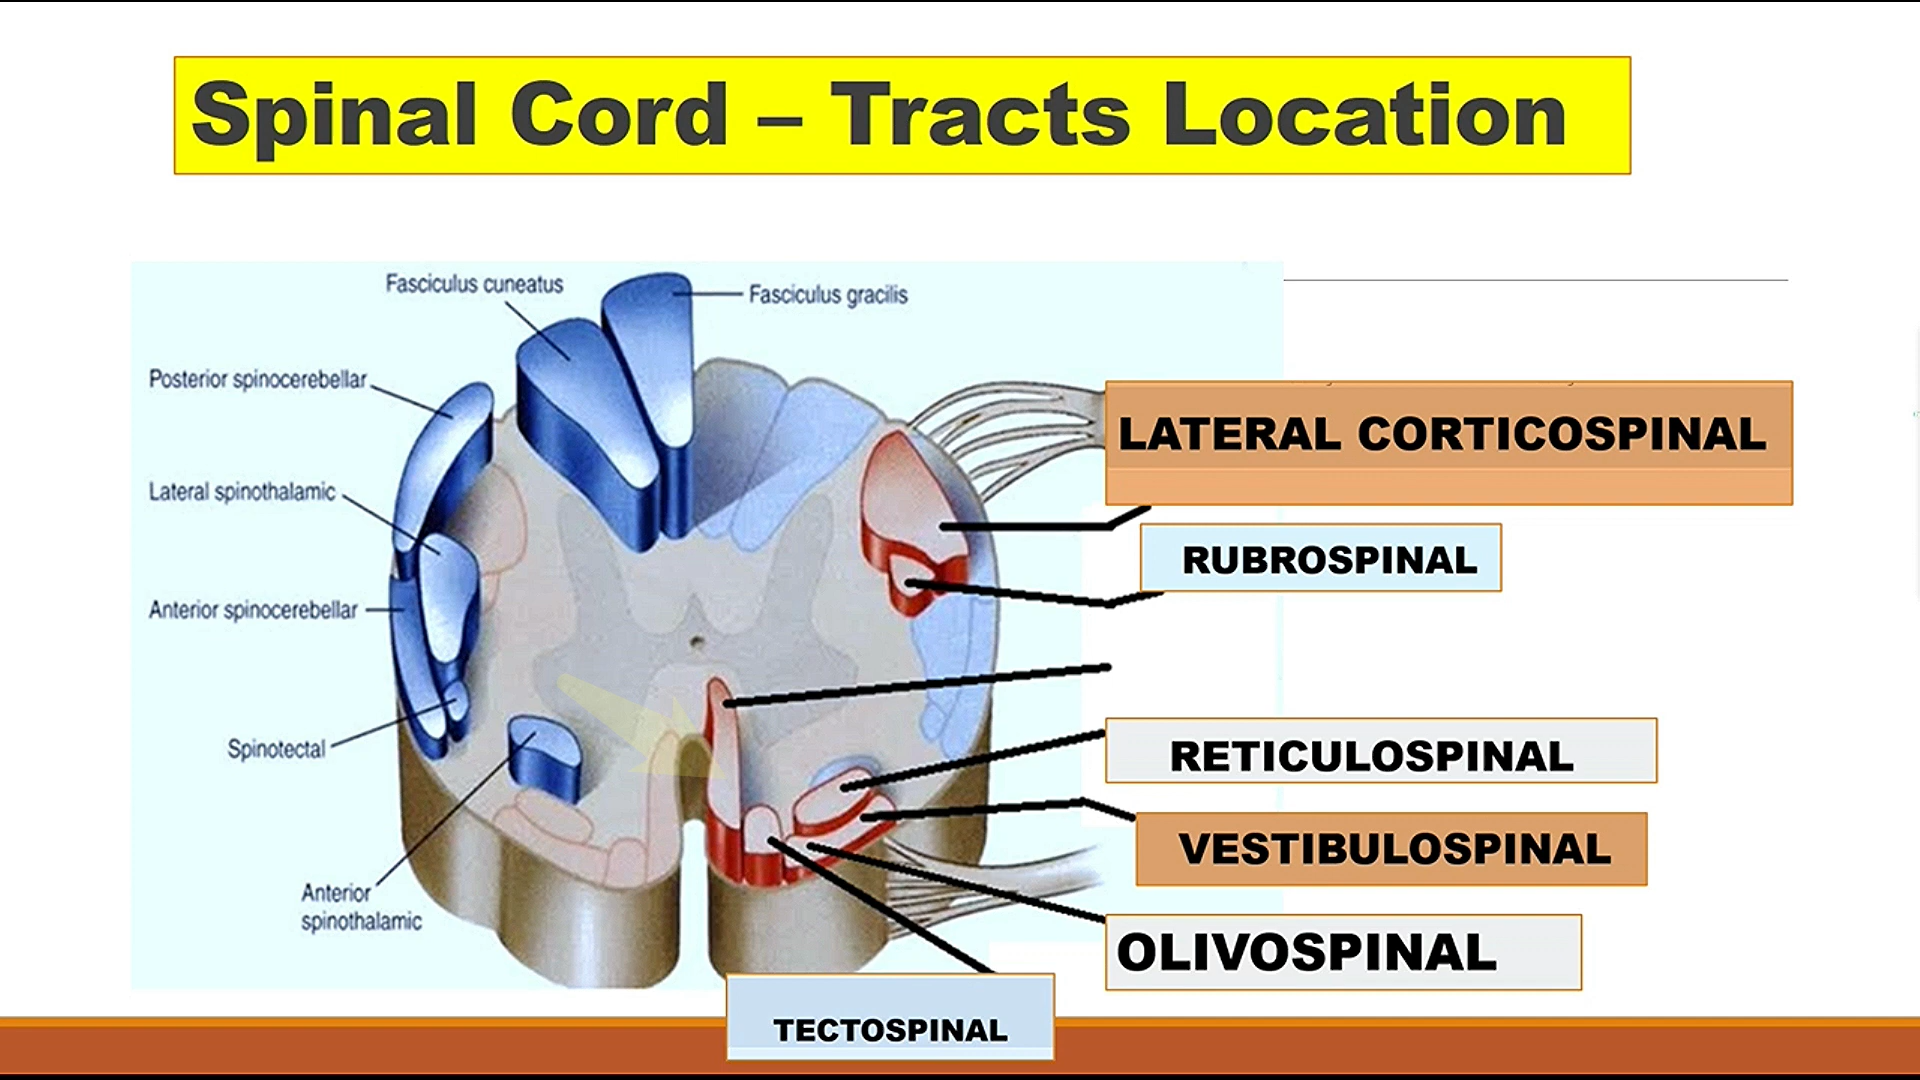 Spinal Cord – Tracts Location
Fasciculus cuneatus
Fasciculus gracilis
Posterior spinocerebellar
LATERAL CORTICOSPINAL
Lateral spinothalamic
RUBROSPINAL
Anterior spinocerebellar
Spinotectal
RETICULOSPINAL
VESTIBULOSPINAL
Anterior
spinothalamic
OLIVOSPINAL
TECTOSPINAL